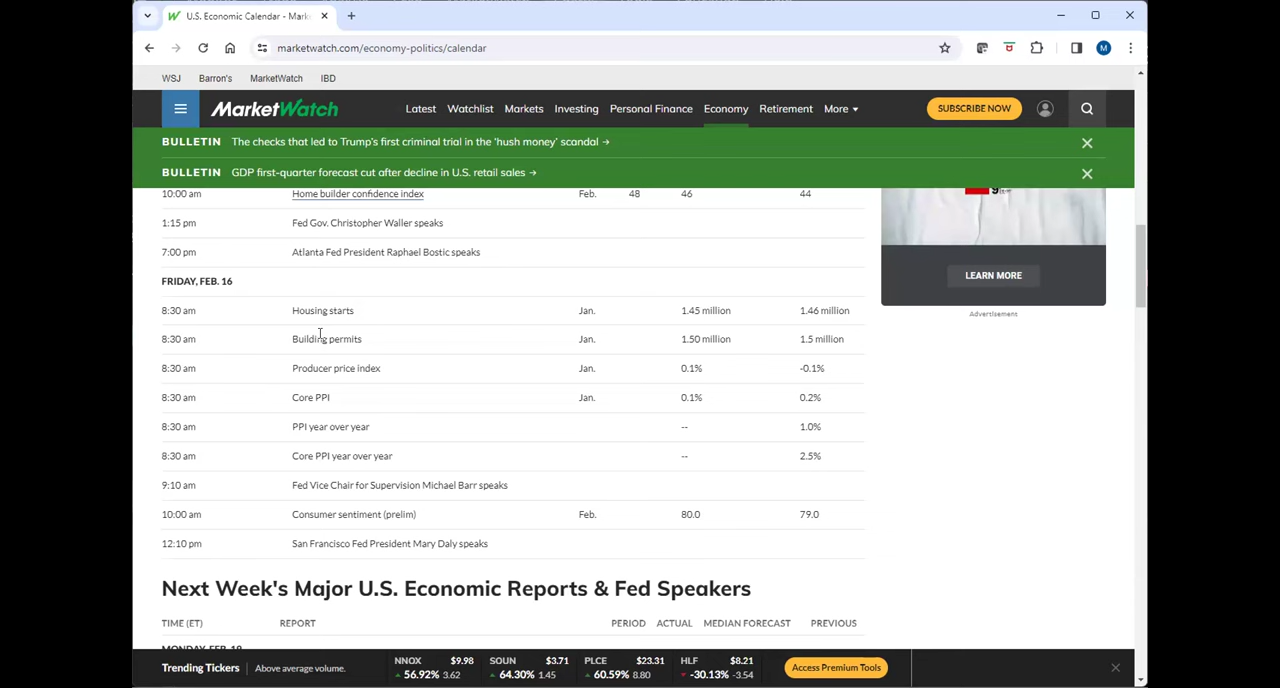 U.S. Economic Calendar - Mark
marketwatch.com/economy-politics/calendar
M
WSJ Barron's MarketWatch IBD
MarketWatch Latest Watchlist Markets Investing Personal Finance Economy Retirement More SUBSCRIBE NOW
BULLETIN The checks that led to Trump's first criminal trial in the 'hush money' scandal →
BULLETIN GDP first-quarter forecast cut after decline in U.S. retail sales →
10:00 am Home builder confidence index Feb. 48 46 44
1:15 pm Fed Gov. Christopher Waller speaks
7:00 pm Atlanta Fed President Raphael Bostic speaks
FRIDAY, FEB. 16
8:30 am Housing starts Jan. 1.45 million 1.46 million
8:30 am Building permits Jan. 1.50 million 1.5 million
8:30 am Producer price index Jan. 0.1% -0.1%
8:30 am Core PPI Jan. 0.1% 0.2%
8:30 am PPI year over year -- 1.0%
8:30 am Core PPI year over year -- 2.5%
9:10 am Fed Vice Chair for Supervision Michael Barr speaks
10:00 am Consumer sentiment (prelim) Feb. 80.0 79.0
12:10 pm San Francisco Fed President Mary Daly speaks
LEARN MORE
Advertisement
Next Week's Major U.S. Economic Reports & Fed Speakers
TIME (ET) REPORT PERIOD ACTUAL MEDIAN FORECAST PREVIOUS
MONDAY, FEB. 19
Trending Tickers Above average volume.
NNOX $9.98 SOUN $3.71 PLCE $23.31 HLF $8.21
56.92% 3.62 64.30% 1.45 60.59% 8.80 -30.13% -3.54
Access Premium Tools